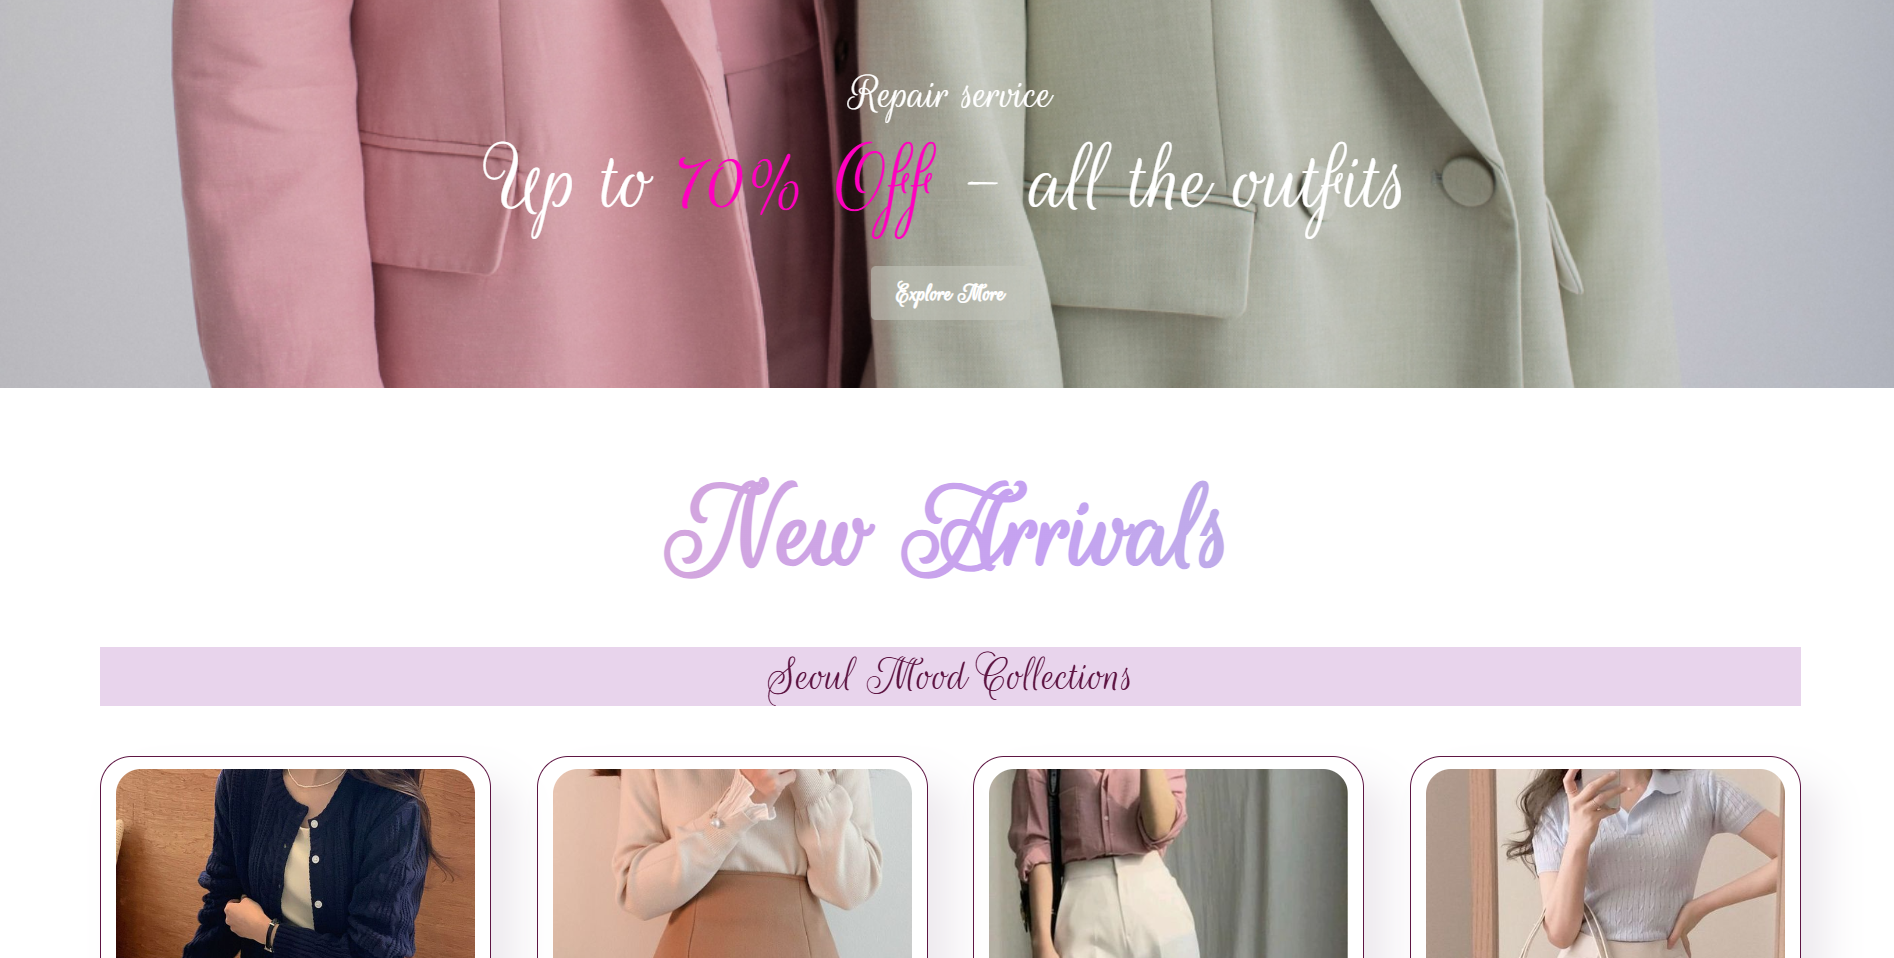 Repair service
Up to 70% Off – all the outfits
Explore More
New Arrivals
Seoul Mood Collections